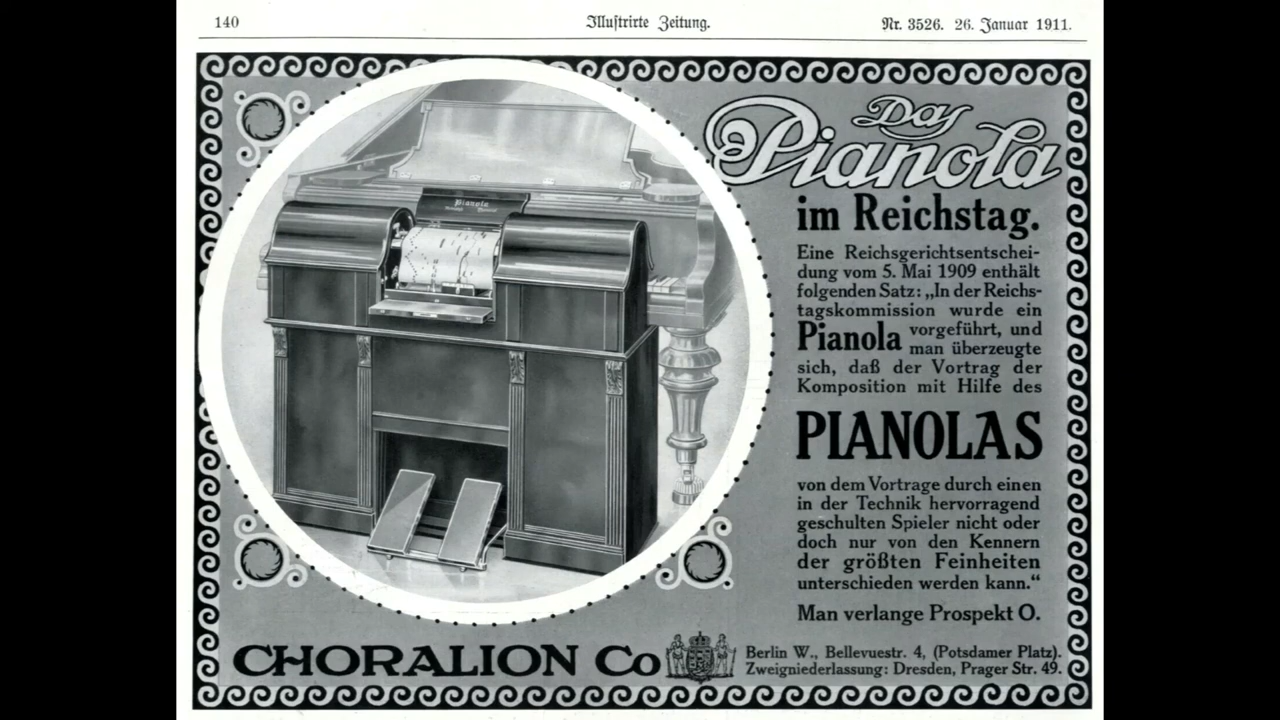 140 Illustrirte Zeitung. Nr. 3526. 26. Januar 1911.
Pianola
Das
Pianola
im Reichstag.
Eine Reichsgerichtsentschei-
dung vom 5. Mai 1909 enthält
folgenden Satz: „In der Reichs-
tagskommission wurde ein
Pianola vorgeführt, und
man überzeugte
sich, daß der Vortrag der
Komposition mit Hilfe des
PIANOLAS
von dem Vortrage durch einen
in der Technik hervorragend
geschulten Spieler nicht oder
doch nur von den Kennern
der größten Feinheiten
unterschieden werden kann.“
Man verlange Prospekt O.
CHORALION Co
Berlin W., Bellevuestr. 4, (Potsdamer Platz).
Zweigniederlassung: Dresden, Prager Str. 49.